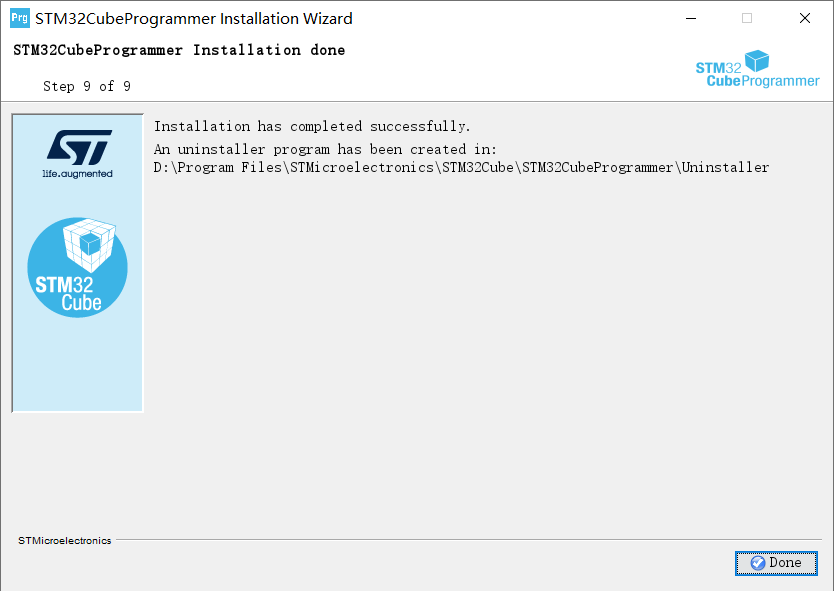 Prg STM32CubeProgrammer Installation Wizard
STM32CubeProgrammer Installation done
Step 9 of 9
STM32
CubeProgrammer
ST
life.augmented
STM32
Cube
Installation has completed successfully.
An uninstaller program has been created in:
D:\Program Files\STMicroelectronics\STM32Cube\STM32CubeProgrammer\Uninstaller
STMicroelectronics
Done